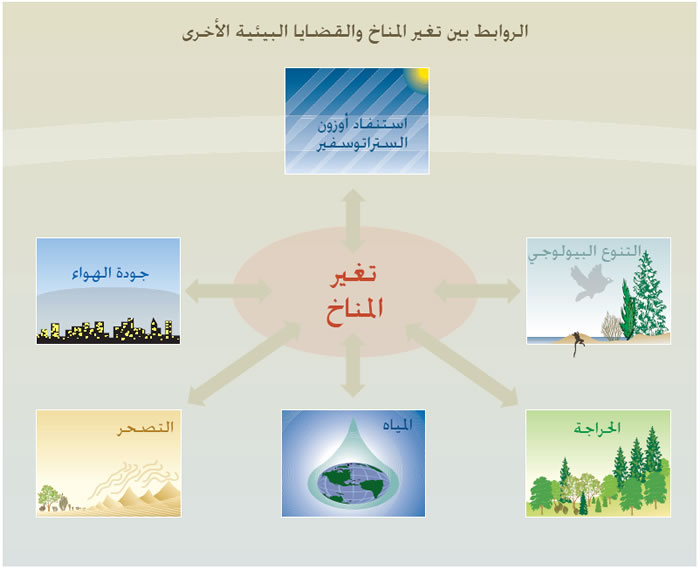 الروابط بين تغير المناخ والقضايا البيئية الأخرى
استنفاد أوزون
الستراتوسفير
التنوع البيولوجي
جودة الهواء
تغير
المناخ
الحراجة
المياه
التصحر